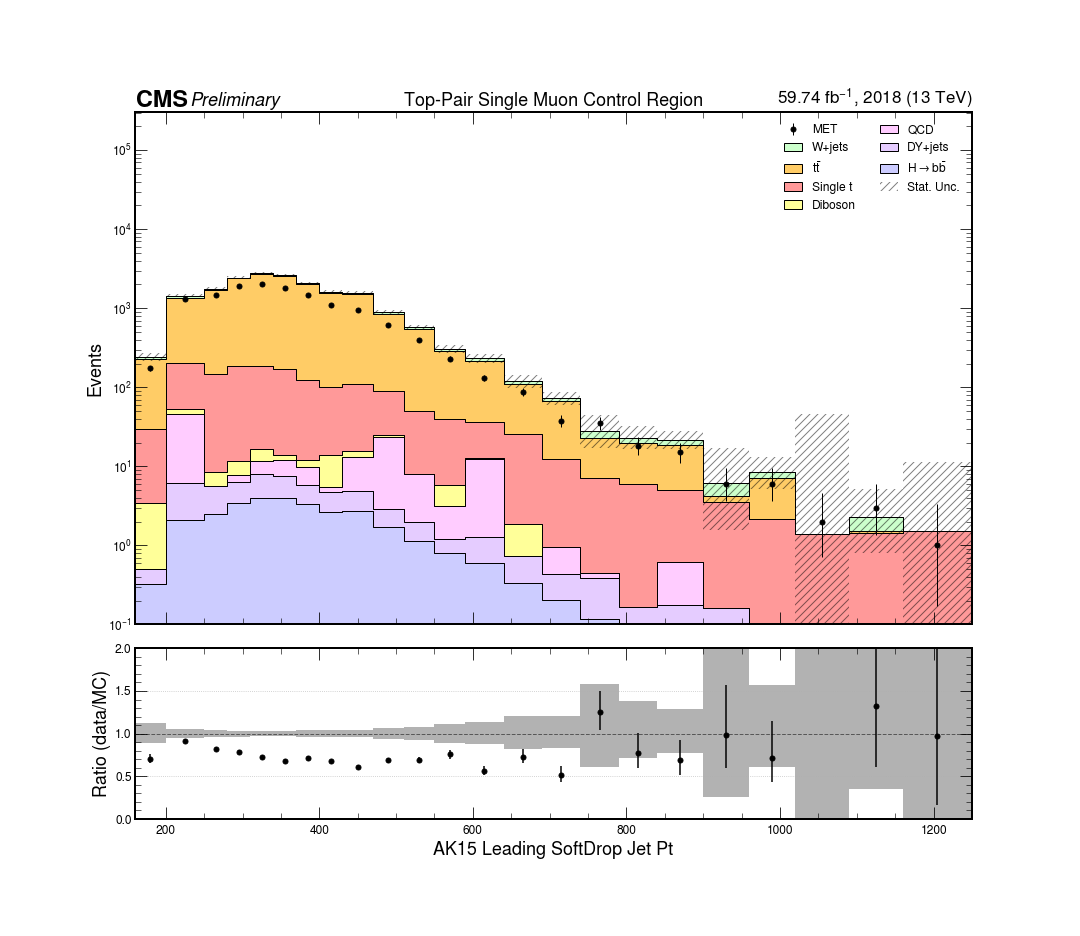 CMS Preliminary Top-Pair Single Muon Control Region 59.74 fb⁻¹, 2018 (13 TeV)
MET
W+jets
tt̄
Single t
Diboson
QCD
DY+jets
H→bb̄
Stat. Unc.
Events
10⁵
10⁴
10³
10²
10¹
10⁰
10⁻¹
Ratio (data/MC)
2.0
1.5
1.0
0.5
0.0
200 400 600 800 1000 1200
AK15 Leading SoftDrop Jet Pt